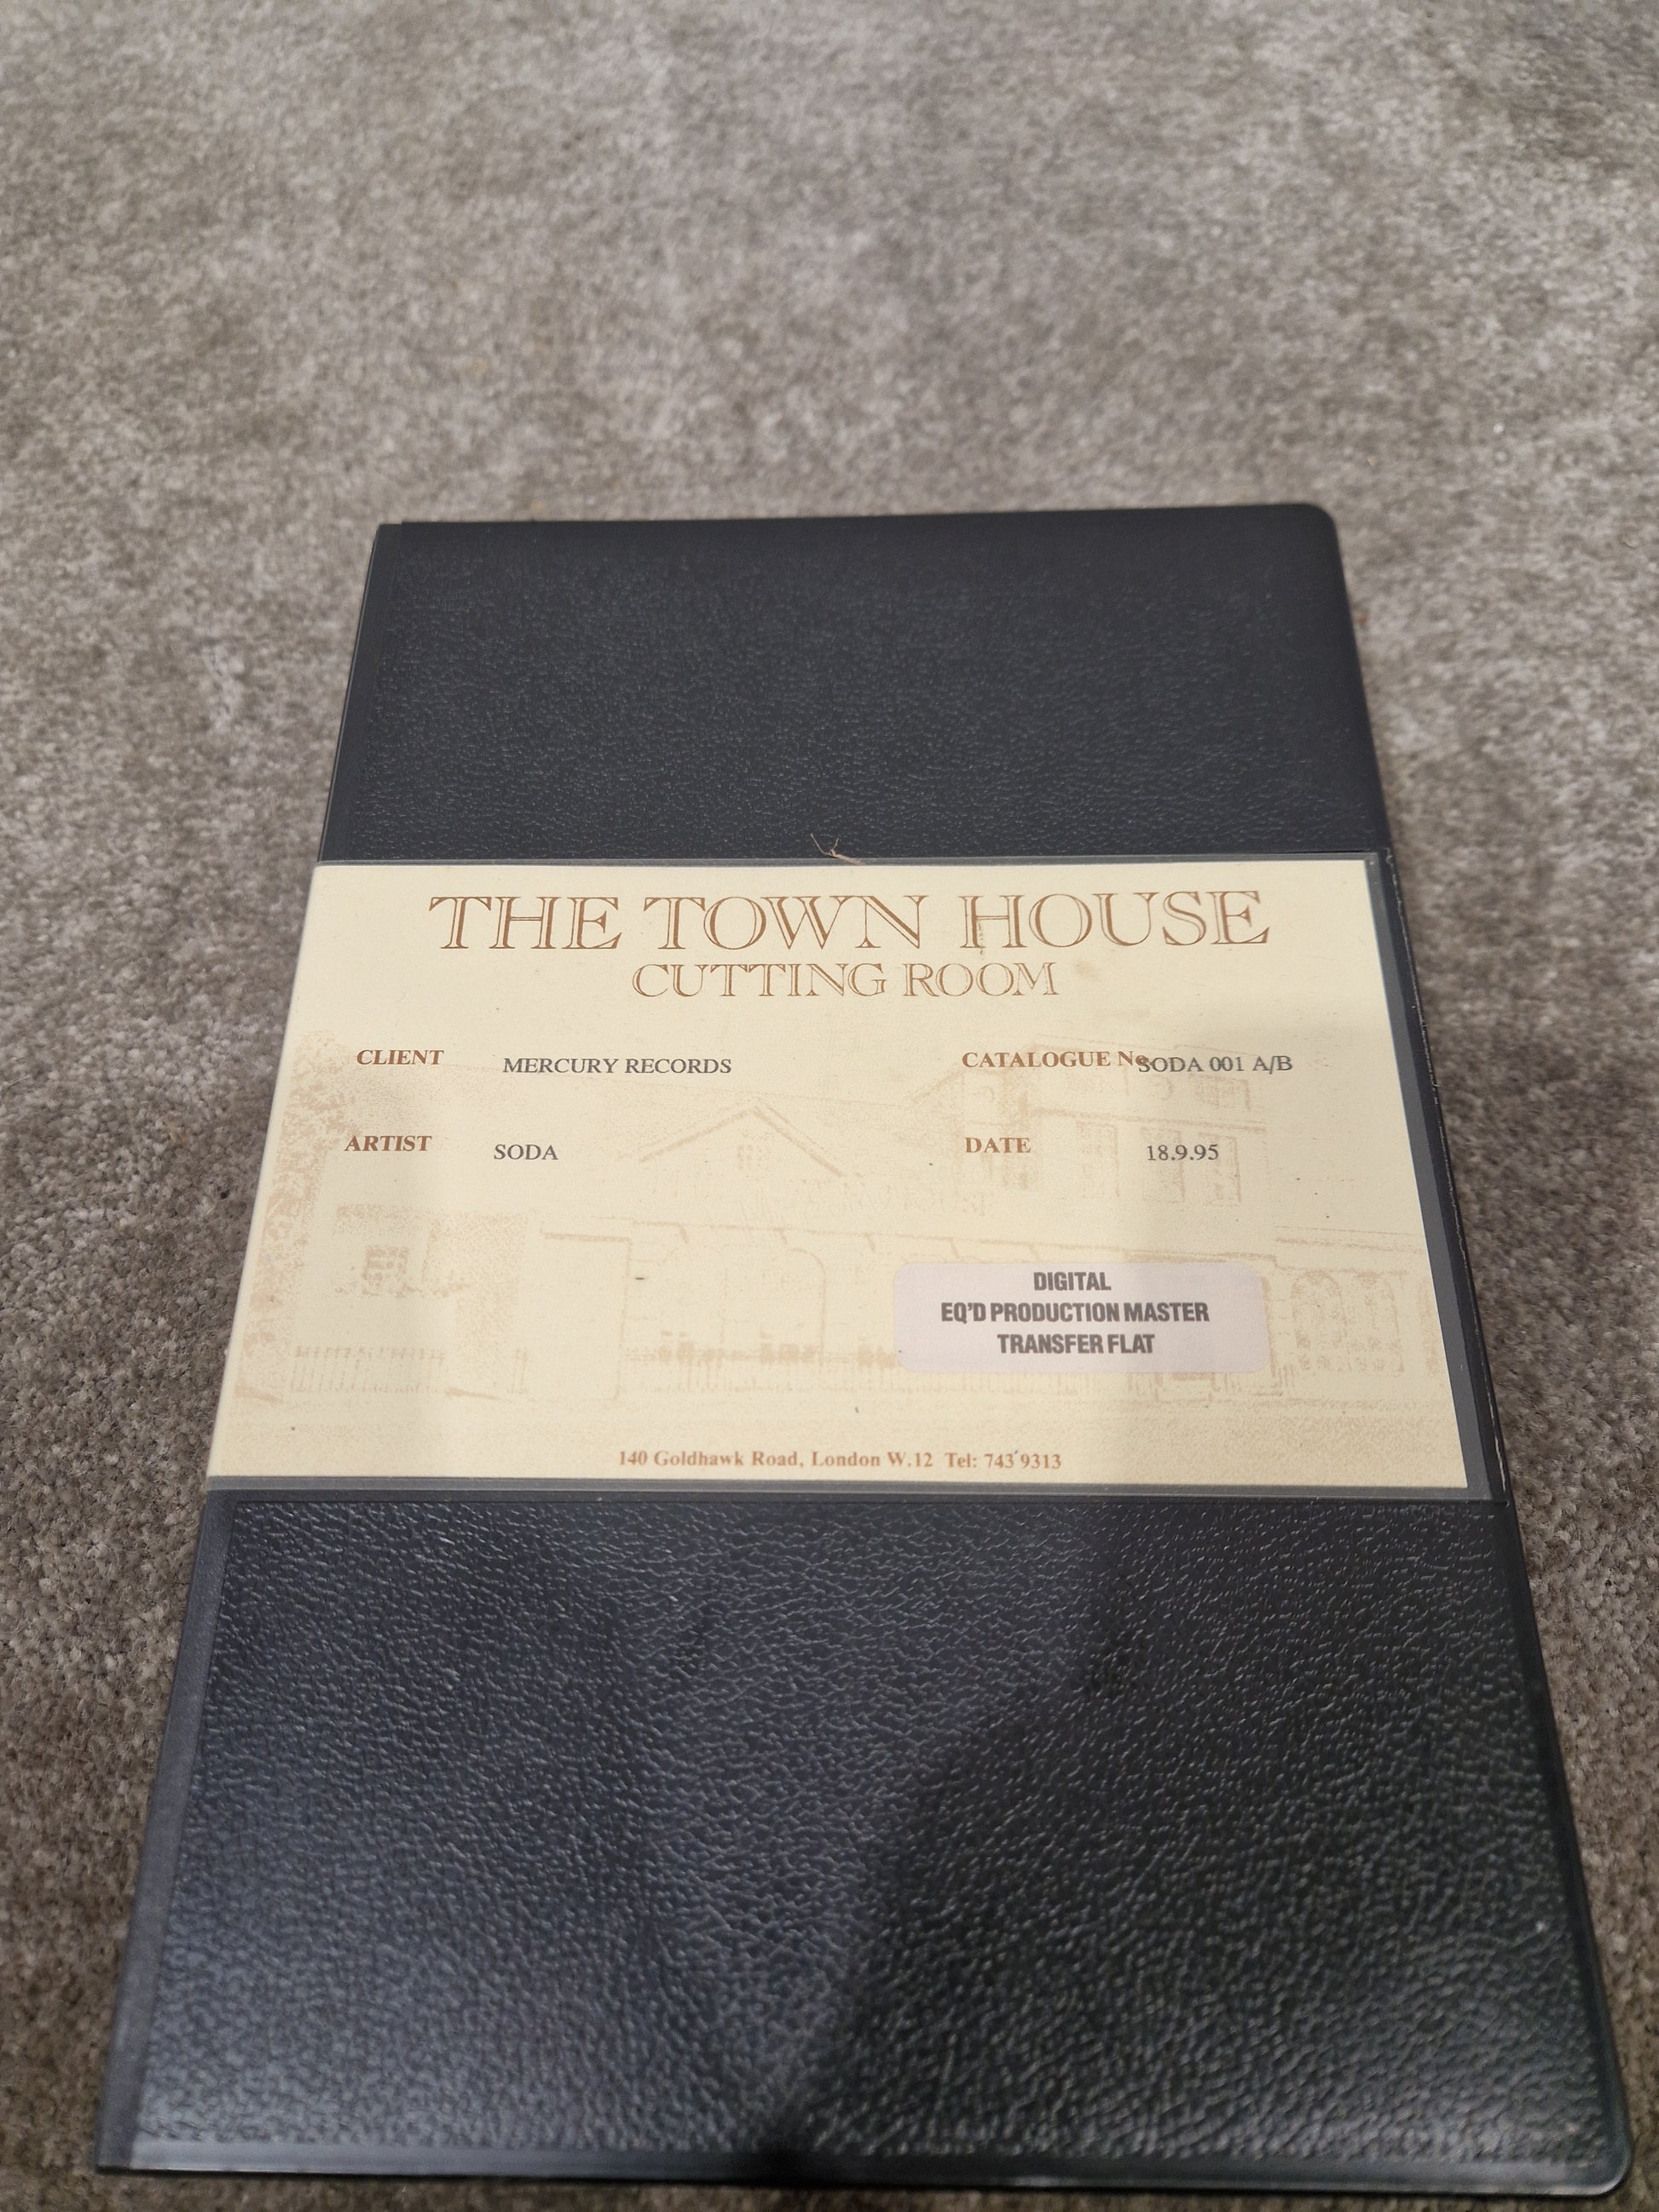 THE TOWN HOUSE
CUTTING ROOM
CLIENT MERCURY RECORDS CATALOGUE No. SODA 001 A/B
ARTIST SODA DATE 18.9.95
DIGITAL
EQ'D PRODUCTION MASTER
TRANSFER FLAT
140 Goldhawk Road, London W.12 Tel: 743 9313